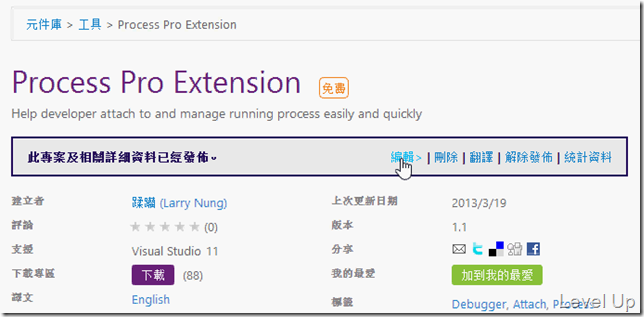 元件庫 > 工具 > Process Pro Extension
Process Pro Extension 免費
Help developer attach to and manage running process easily and quickly
此專案及相關詳細資料已經發佈。 編輯> | 刪除 | 翻譯 | 解除發佈 | 統計資料
建立者 蹂躪 (Larry Nung) 上次更新日期 2013/3/19
評論 (0) 版本 1.1
支援 Visual Studio 11 分享
下載專區 下載 (88) 我的最愛 加到我的最愛
譯文 English 標籤 Debugger, Attach, Process
Level Up